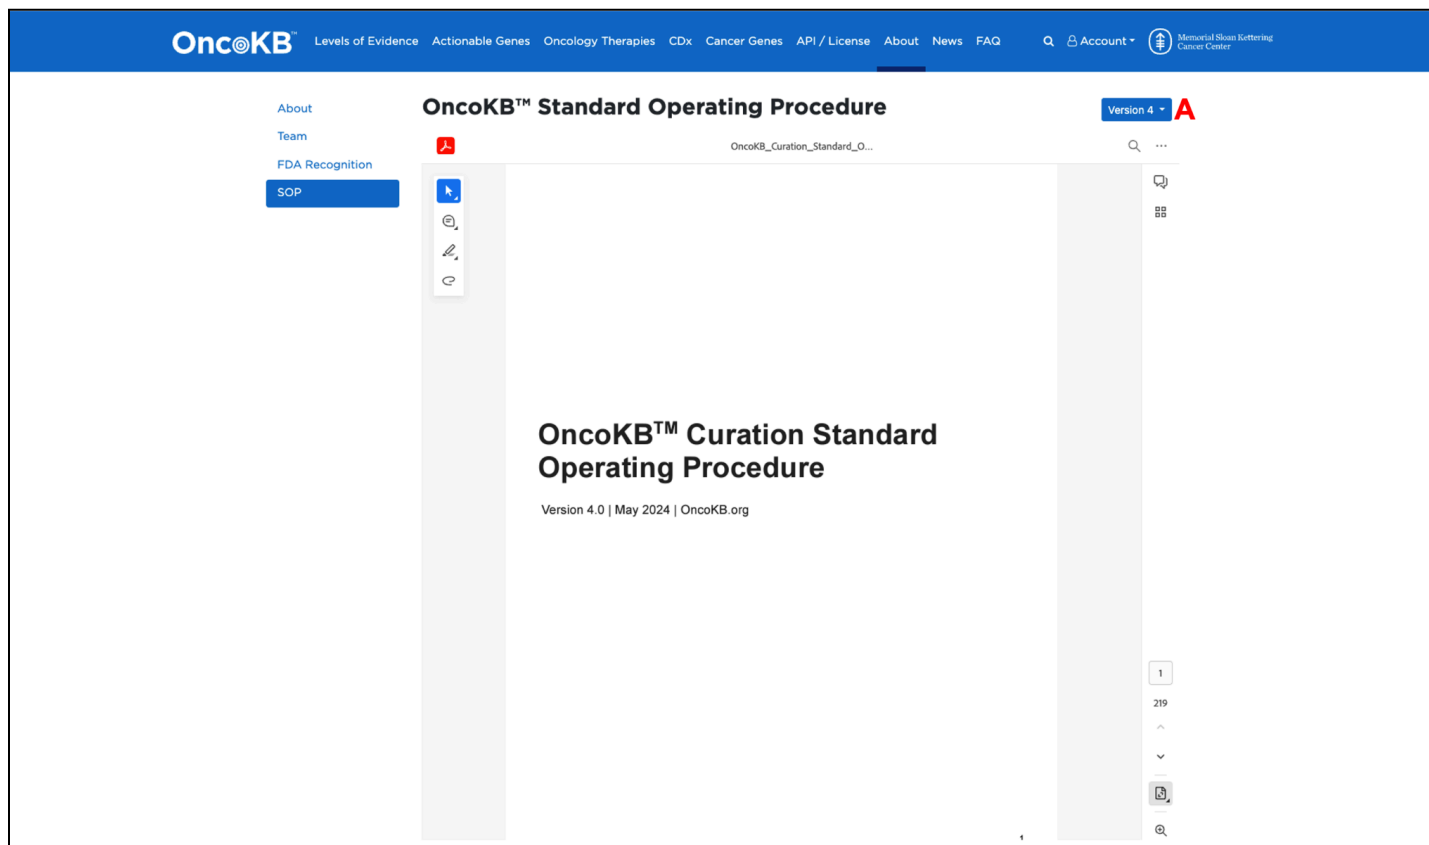 OncoKB™ Levels of Evidence Actionable Genes Oncology Therapies CDx Cancer Genes API / License About News FAQ Account Memorial Sloan Kettering
Cancer Center
About
Team
FDA Recognition
SOP
OncoKB™ Standard Operating Procedure
Version 4 A
OncoKB_Curation_Standard_O...
OncoKB™ Curation Standard
Operating Procedure
Version 4.0 | May 2024 | OncoKB.org
1
219
1